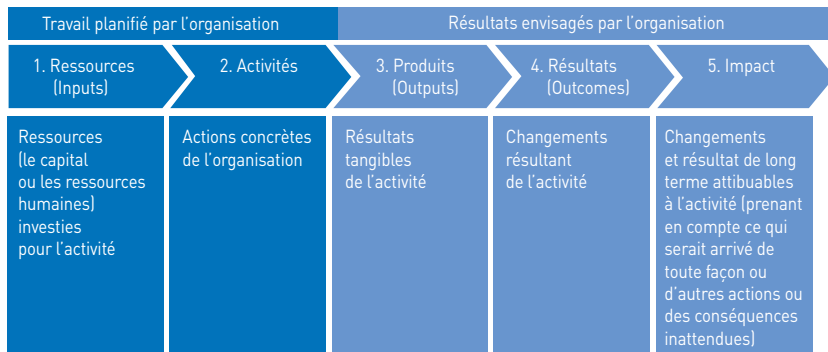 Travail planifié par l'organisation
Résultats envisagés par l'organisation
1. Ressources
(Inputs)
2. Activités
3. Produits
(Outputs)
4. Résultats
(Outcomes)
5. Impact
Ressources
(le capital
ou les ressources
humaines)
investies
pour l'activité
Actions concrètes
de l'organisation
Résultats
tangibles
de l'activité
Changements
résultant
de l'activité
Changements
et résultat de long
terme attibuables
à l'activité (prenant
en compte ce qui
serait arrivé de
toute façon ou
d'autres actions ou
des conséquences
inattendues)